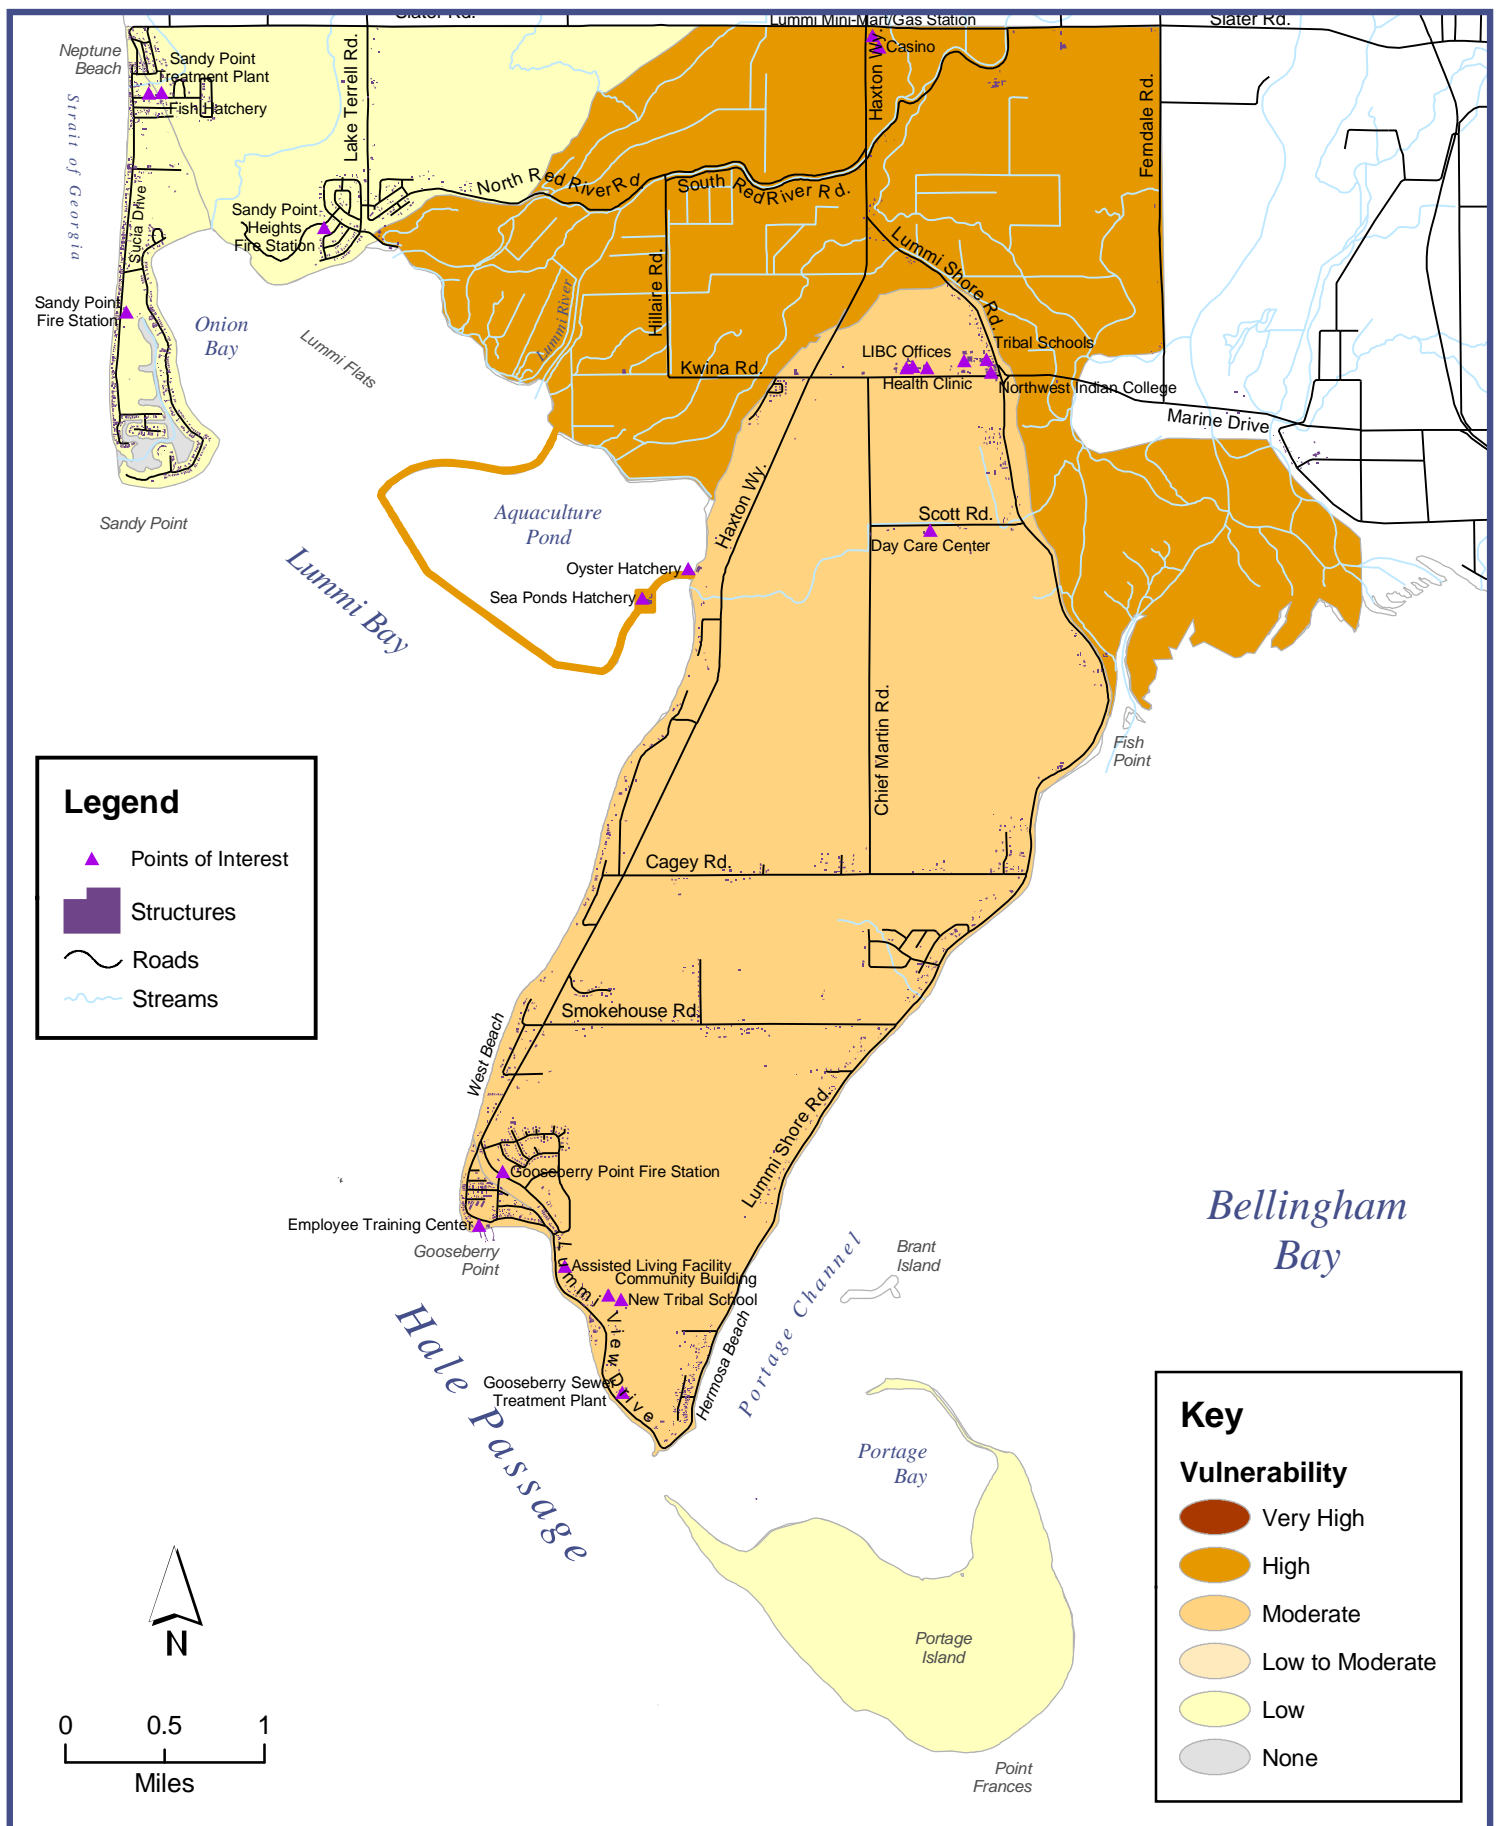 Slater Rd.
Lummi Mini-Mart/Gas Station
Slater Rd.
Neptune
Beach
Sandy Point
Treatment Plant
Fish Hatchery
Lake Terrell Rd.
Haxton Wy.
Casino
Ferndale Rd.
Strait of Georgia
Sucia Drive
North Red River Rd.
South Red River Rd.
Sandy Point
Heights
Fire Station
Lummi Shore Rd.
Hillaire Rd.
Lummi River
Sandy Point
Fire Station
Onion
Bay
Lummi Flats
Kwina Rd.
LIBC Offices
Tribal Schools
Health Clinic
Northwest Indian College
Marine Drive
Haxton Wy.
Sandy Point
Aquaculture
Pond
Scott Rd.
Day Care Center
Lummi Bay
Oyster Hatchery
Sea Ponds Hatchery
Chief Martin Rd.
Fish
Point
Legend
Points of Interest
Structures
Roads
Streams
Cagey Rd.
Smokehouse Rd.
West Beach
Lummi Shore Rd.
Gooseberry Point Fire Station
Employee Training Center
Gooseberry
Point
Bellingham
Bay
Brant
Island
Assisted Living Facility
Community Building
New Tribal School
Lummi View Drive
Hale Passage
Portage Channel
Hermosa Beach
Gooseberry Sewer
Treatment Plant
Portage
Bay
Portage
Island
Point
Frances
N
0 0.5 1
Miles
Key
Vulnerability
Very High
High
Moderate
Low to Moderate
Low
None